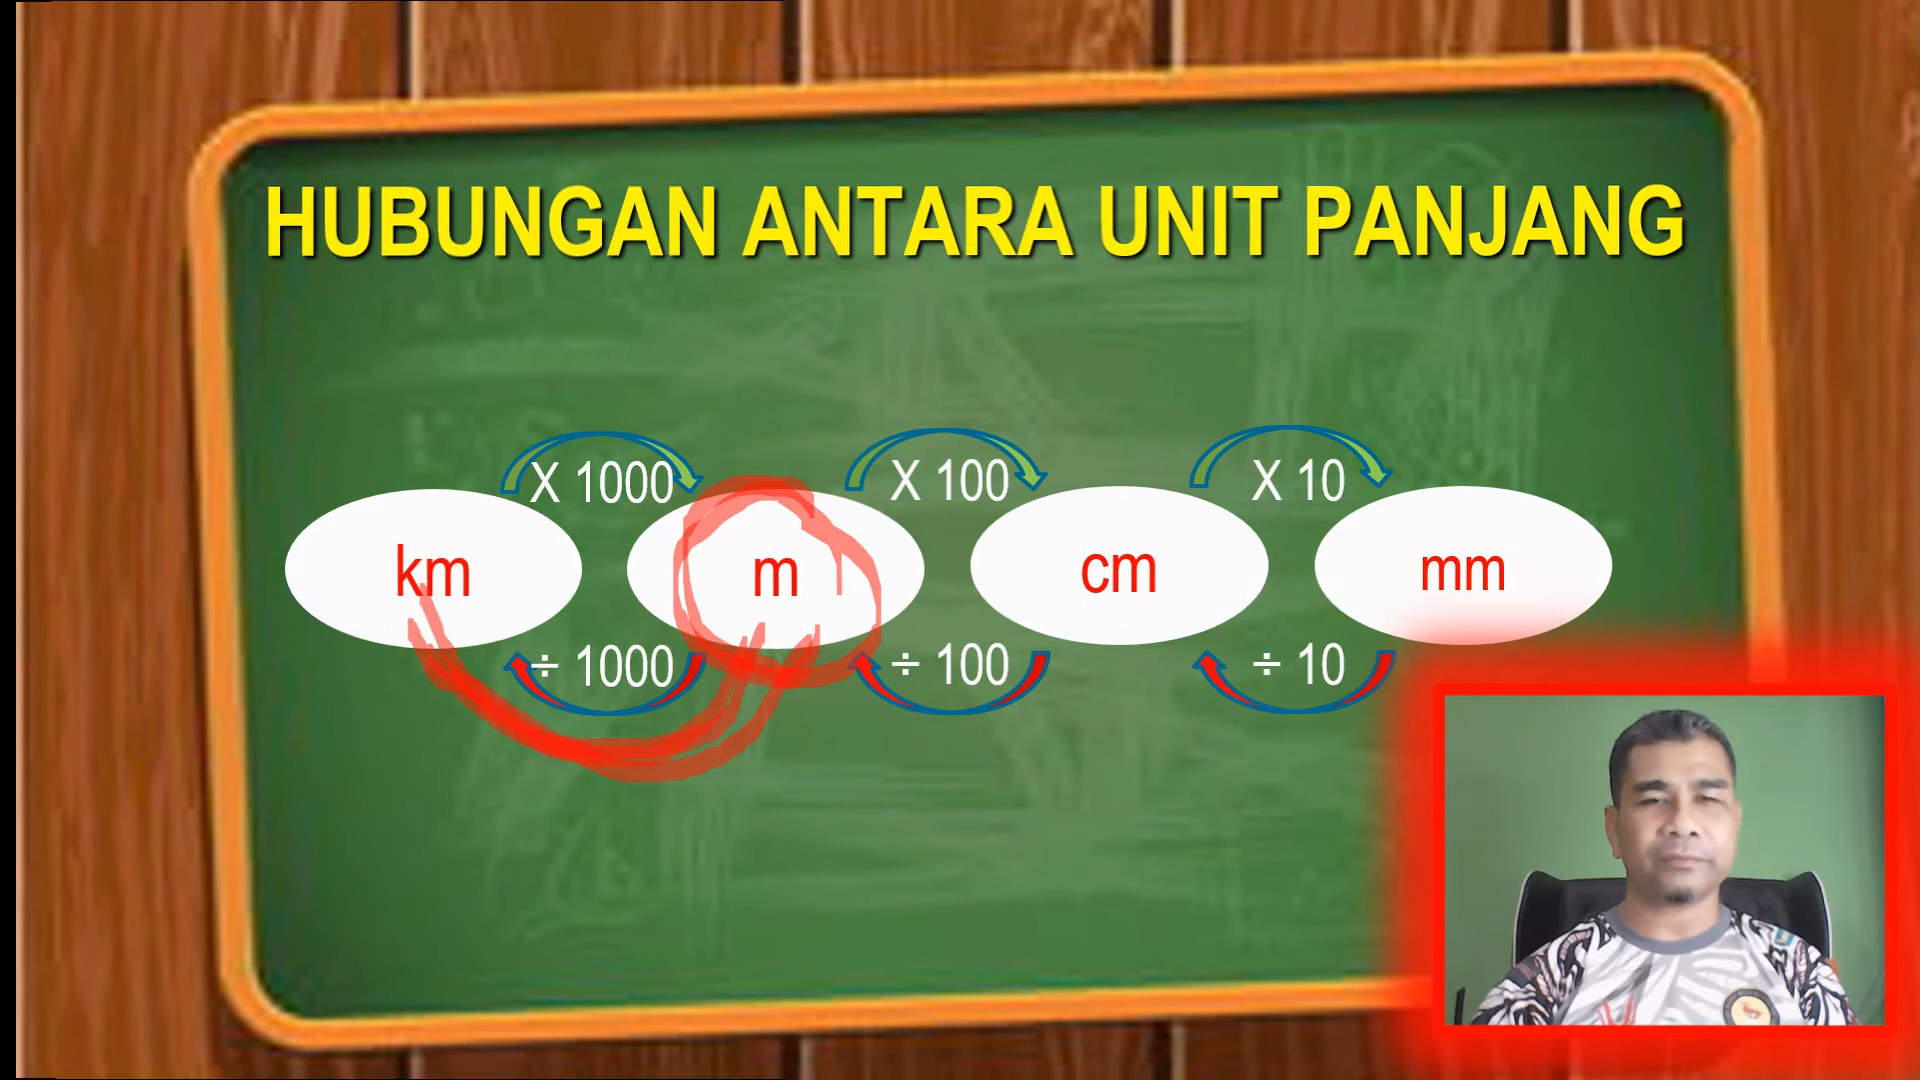 HUBUNGAN ANTARA UNIT PANJANG
X 1000 X 100 X 10
km m cm mm
÷ 1000 ÷ 100 ÷ 10